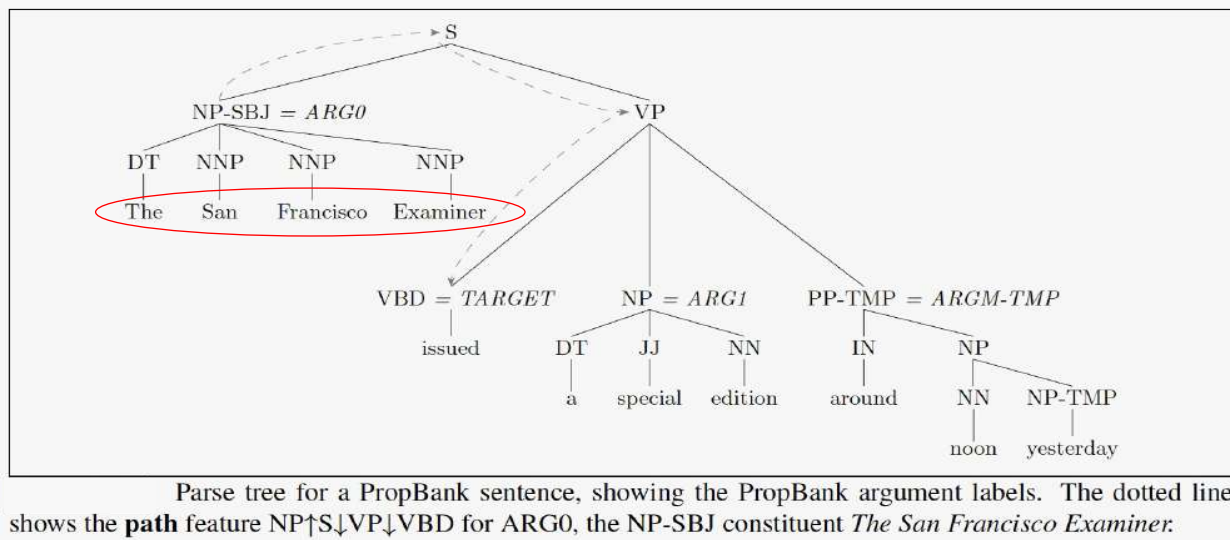 S
NP-SBJ = ARG0 VP
DT NNP NNP NNP
The San Francisco Examiner
VBD = TARGET NP = ARG1 PP-TMP = ARGM-TMP
issued DT JJ NN IN NP
a special edition around NN NP-TMP
noon yesterday
Parse tree for a PropBank sentence, showing the PropBank argument labels. The dotted line
shows the path feature NP↑S↓VP↓VBD for ARG0, the NP-SBJ constituent The San Francisco Examiner.